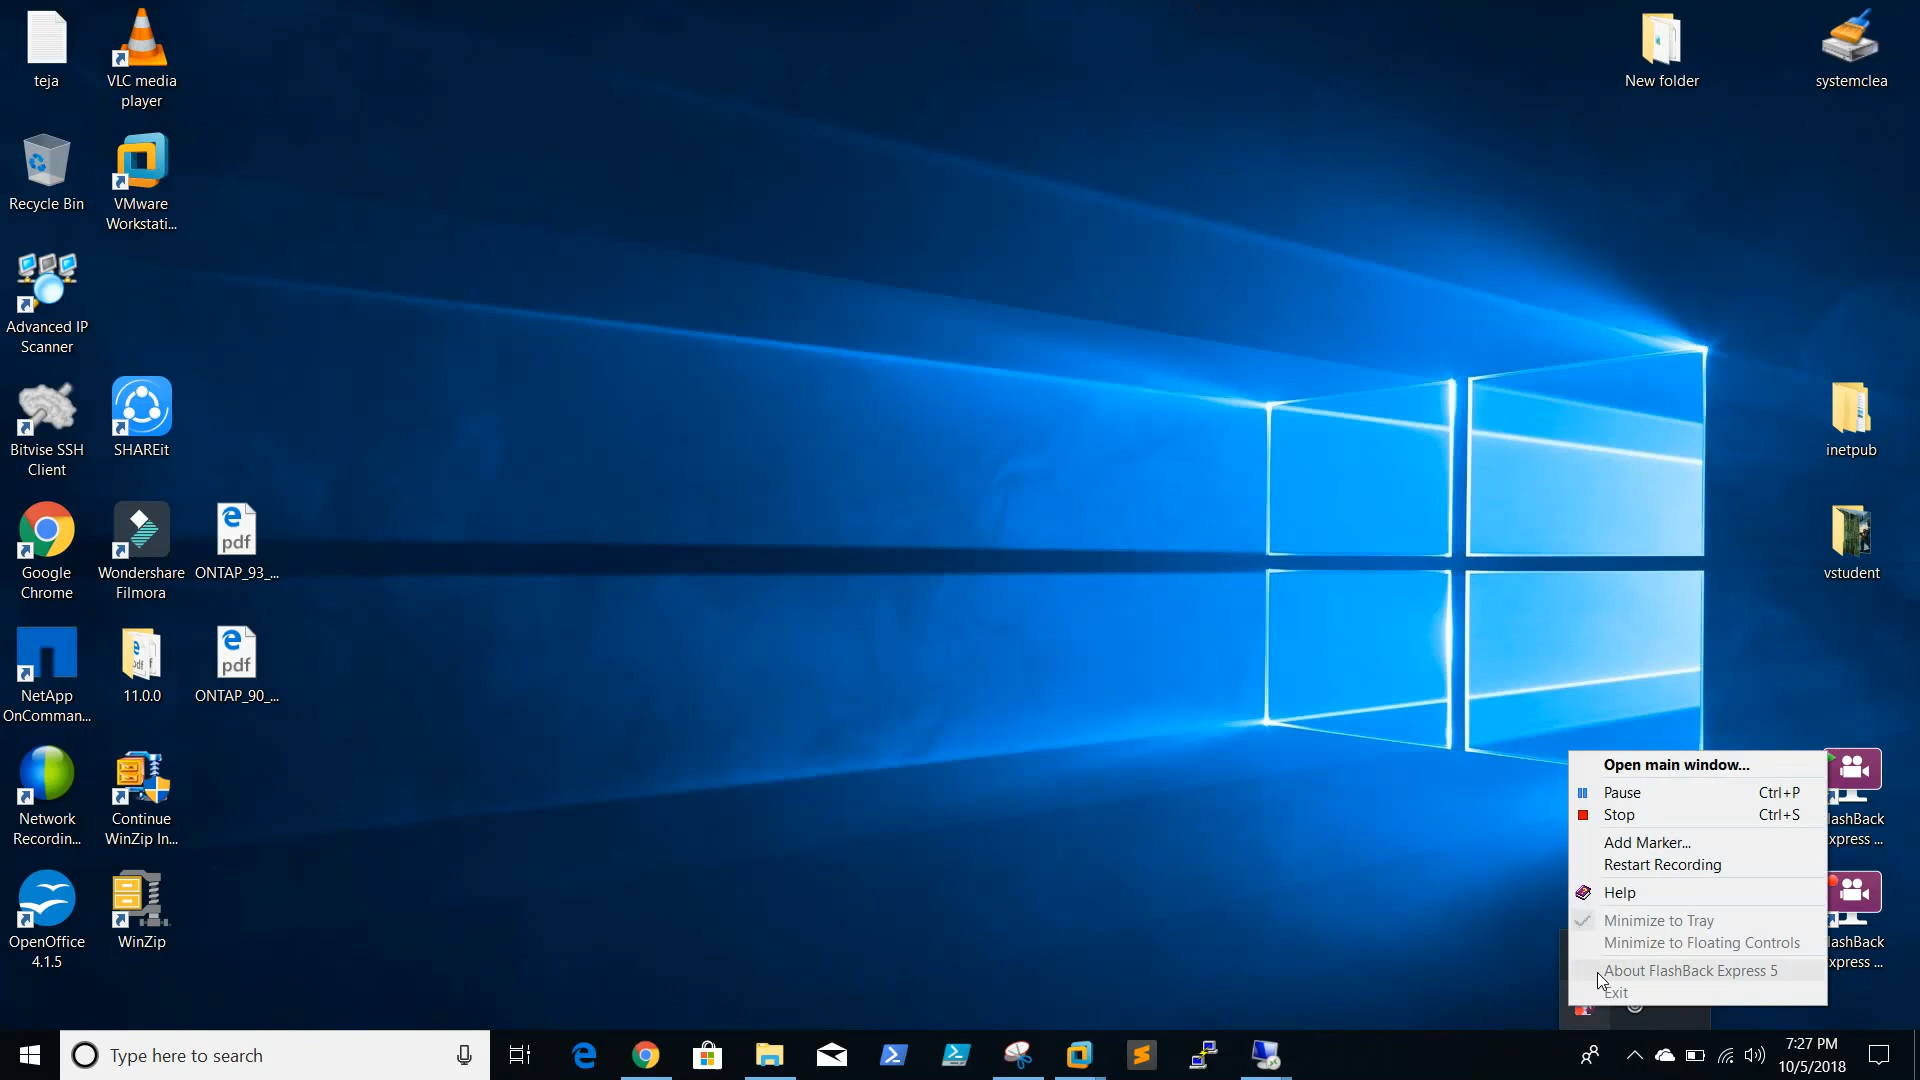 teja
VLC media
player
New folder
systemclea
Recycle Bin
VMware
Workstati...
Advanced IP
Scanner
Bitvise SSH
Client
SHAREit
inetpub
Google
Chrome
Wondershare
Filmora
pdf
ONTAP_93_...
vstudent
NetApp
OnComman...
11.0.0
pdf
ONTAP_90_...
Network
Recordin...
Continue
WinZip In...
OpenOffice
4.1.5
WinZip
Open main window...
Pause Ctrl+P
Stop Ctrl+S
Add Marker...
Restart Recording
Help
Minimize to Tray
Minimize to Floating Controls
About FlashBack Express 5
Exit
lashBack
xpress ...
lashBack
xpress ...
Type here to search
7:27 PM
10/5/2018